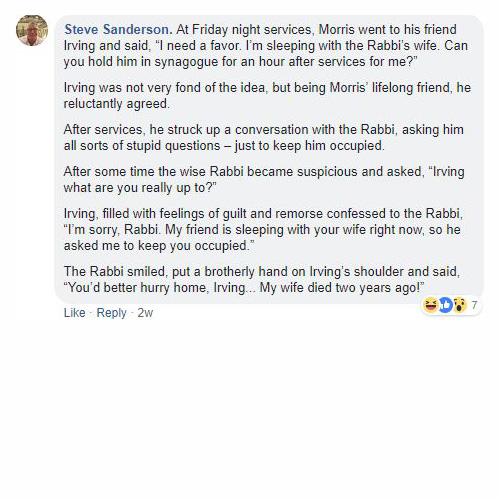 Steve Sanderson. At Friday night services, Morris went to his friend
Irving and said, “I need a favor. I’m sleeping with the Rabbi’s wife. Can
you hold him in synagogue for an hour after services for me?”
Irving was not very fond of the idea, but being Morris’ lifelong friend, he
reluctantly agreed.
After services, he struck up a conversation with the Rabbi, asking him
all sorts of stupid questions – just to keep him occupied.
After some time the wise Rabbi became suspicious and asked, “Irving
what are you really up to?”
Irving, filled with feelings of guilt and remorse confessed to the Rabbi,
“I’m sorry, Rabbi. My friend is sleeping with your wife right now, so he
asked me to keep you occupied.”
The Rabbi smiled, put a brotherly hand on Irving’s shoulder and said,
“You’d better hurry home, Irving... My wife died two years ago!”
7
Like · Reply · 2w